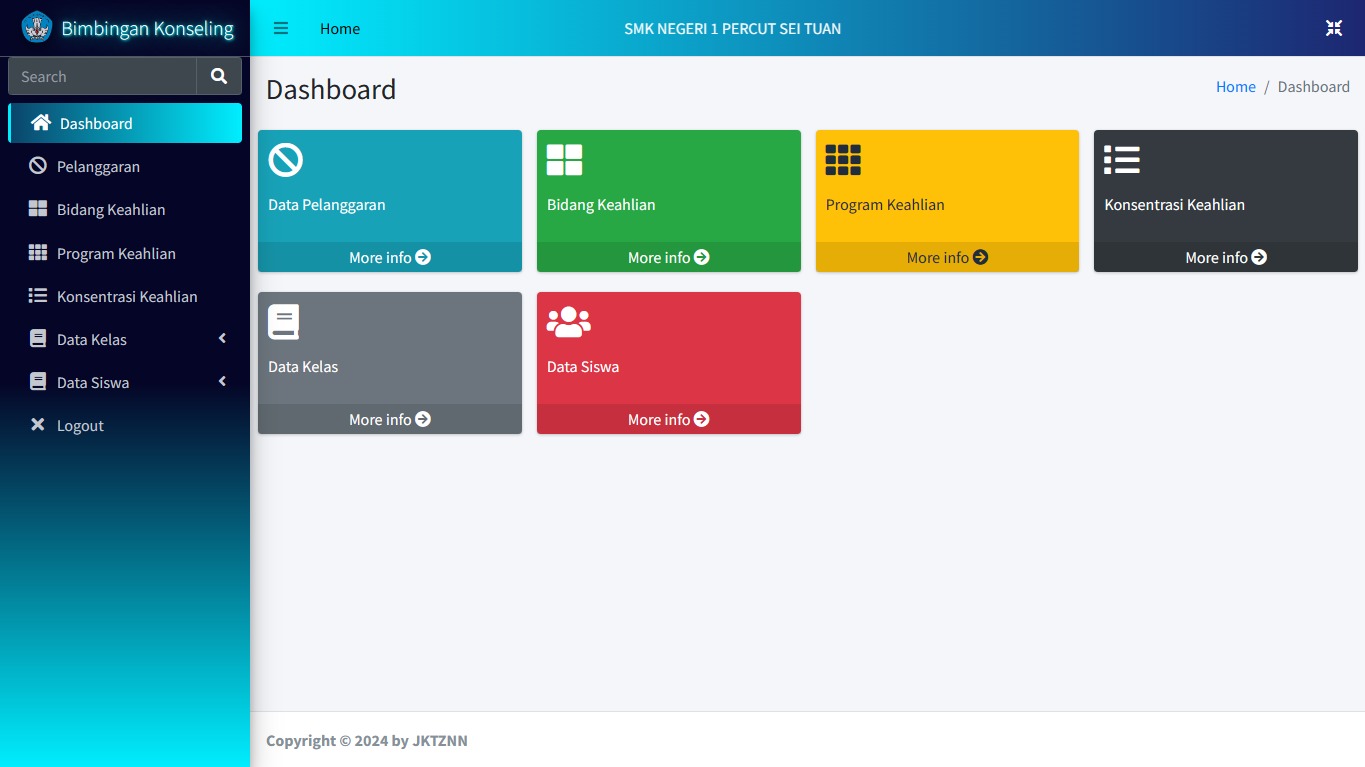 Bimbingan Konseling
Home
SMK NEGERI 1 PERCUT SEI TUAN
Search
Dashboard
Pelanggaran
Bidang Keahlian
Program Keahlian
Konsentrasi Keahlian
Data Kelas
Data Siswa
Logout
Dashboard
Home / Dashboard
Data Pelanggaran
More info
Bidang Keahlian
More info
Program Keahlian
More info
Konsentrasi Keahlian
More info
Data Kelas
More info
Data Siswa
More info
Copyright © 2024 by JKTZNN